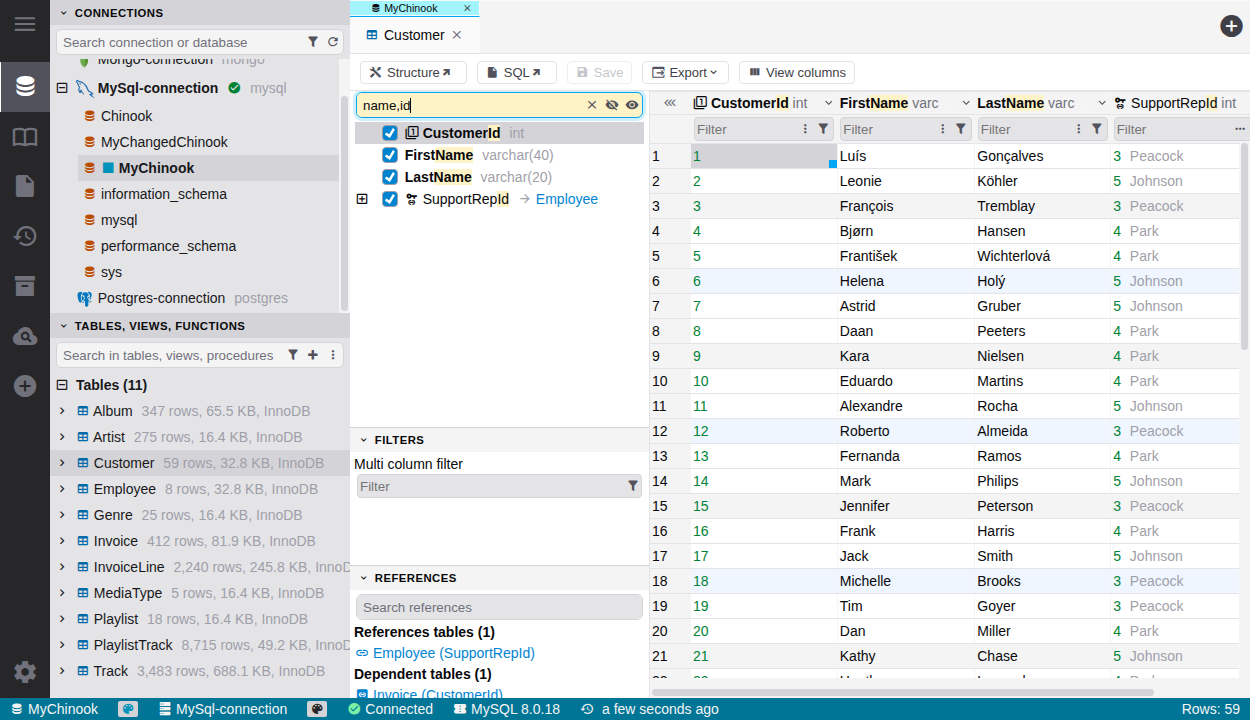 CONNECTIONS
Search connection or database
Mongo-connection mongo
MySql-connection mysql
Chinook
MyChangedChinook
MyChinook
information_schema
mysql
performance_schema
sys
Postgres-connection postgres
TABLES, VIEWS, FUNCTIONS
Search in tables, views, procedures
Tables (11)
Album 347 rows, 65.5 KB, InnoDB
Artist 275 rows, 16.4 KB, InnoDB
Customer 59 rows, 32.8 KB, InnoDB
Employee 8 rows, 32.8 KB, InnoDB
Genre 25 rows, 16.4 KB, InnoDB
Invoice 412 rows, 81.9 KB, InnoDB
InvoiceLine 2,240 rows, 245.8 KB, InnoD
MediaType 5 rows, 16.4 KB, InnoDB
Playlist 18 rows, 16.4 KB, InnoDB
PlaylistTrack 8,715 rows, 49.2 KB, InnoD
Track 3,483 rows, 688.1 KB, InnoDB
MyChinook
Customer
Structure SQL Save Export View columns
name,id
CustomerId int
FirstName varchar(40)
LastName varchar(20)
SupportRepId Employee
FILTERS
Multi column filter
Filter
REFERENCES
Search references
References tables (1)
Employee (SupportRepId)
Dependent tables (1)
Invoice (CustomerId)
CustomerId int FirstName varc LastName varc SupportRepId int
Filter Filter Filter Filter
1 1 Luís Gonçalves 3 Peacock
2 2 Leonie Köhler 5 Johnson
3 3 François Tremblay 3 Peacock
4 4 Bjørn Hansen 4 Park
5 5 František Wichterlová 4 Park
6 6 Helena Holý 5 Johnson
7 7 Astrid Gruber 5 Johnson
8 8 Daan Peeters 4 Park
9 9 Kara Nielsen 4 Park
10 10 Eduardo Martins 4 Park
11 11 Alexandre Rocha 5 Johnson
12 12 Roberto Almeida 3 Peacock
13 13 Fernanda Ramos 4 Park
14 14 Mark Philips 5 Johnson
15 15 Jennifer Peterson 3 Peacock
16 16 Frank Harris 4 Park
17 17 Jack Smith 5 Johnson
18 18 Michelle Brooks 3 Peacock
19 19 Tim Goyer 3 Peacock
20 20 Dan Miller 4 Park
21 21 Kathy Chase 5 Johnson
MyChinook MySql-connection Connected MySQL 8.0.18 a few seconds ago Rows: 59